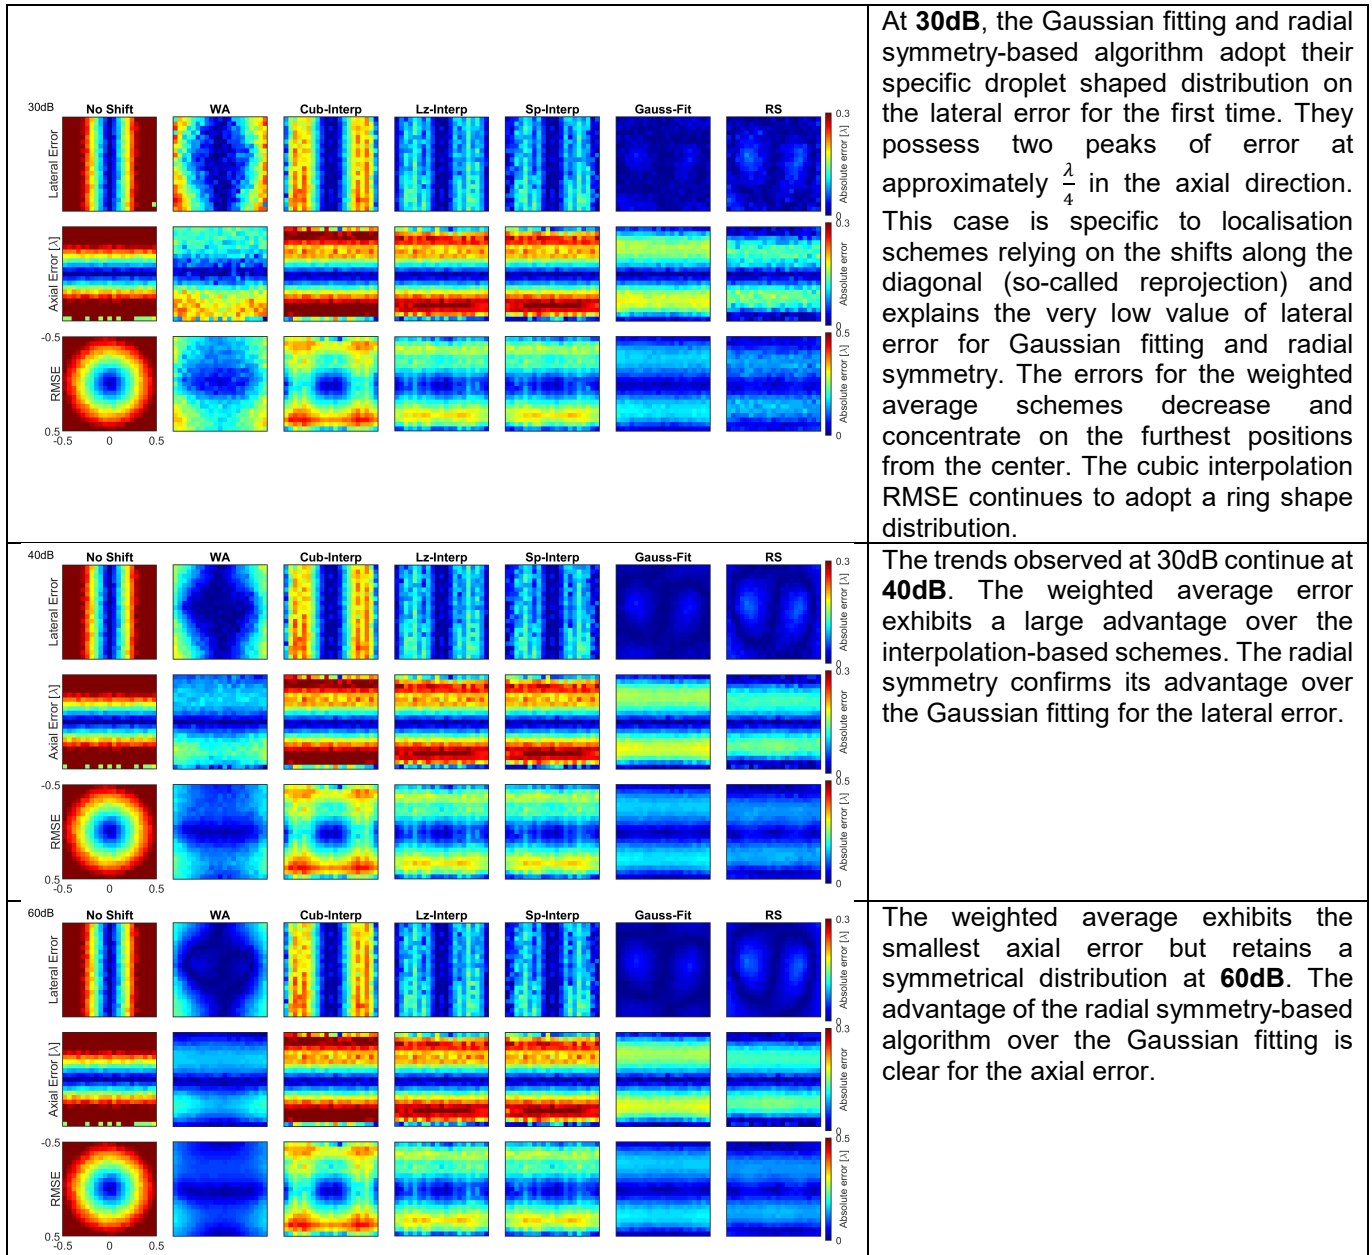 At 30dB, the Gaussian fitting and radial
symmetry-based algorithm adopt their
specific droplet shaped distribution on
the lateral error for the first time. They
possess two peaks of error at
approximately λ/4 in the axial direction.
This case is specific to localisation
schemes relying on the shifts along the
diagonal (so-called reprojection) and
explains the very low value of lateral
error for Gaussian fitting and radial
symmetry. The errors for the weighted
average schemes decrease and
concentrate on the furthest positions
from the center. The cubic interpolation
RMSE continues to adopt a ring shape
distribution.
30dB
No Shift WA Cub-Interp Lz-Interp Sp-Interp Gauss-Fit RS
Lateral Error
0.3
Absolute error [λ]
0
Axial Error [λ]
0.3
Absolute error
0
RMSE
-0.5
0.5
-0.5 0 0.5
0.5
Absolute error [λ]
0
40dB
No Shift WA Cub-Interp Lz-Interp Sp-Interp Gauss-Fit RS
Lateral Error
0.3
Absolute error [λ]
0
Axial Error [λ]
0.3
Absolute error
0
RMSE
-0.5
0.5
-0.5 0 0.5
0.5
Absolute error [λ]
0
The trends observed at 30dB continue at
40dB. The weighted average error
exhibits a large advantage over the
interpolation-based schemes. The radial
symmetry confirms its advantage over
the Gaussian fitting for the lateral error.
60dB
No Shift WA Cub-Interp Lz-Interp Sp-Interp Gauss-Fit RS
Lateral Error
0.3
Absolute error [λ]
0
Axial Error [λ]
0.3
Absolute error
0
RMSE
-0.5
0.5
-0.5 0 0.5
0.5
Absolute error [λ]
0
The weighted average exhibits the
smallest axial error but retains a
symmetrical distribution at 60dB. The
advantage of the radial symmetry-based
algorithm over the Gaussian fitting is
clear for the axial error.